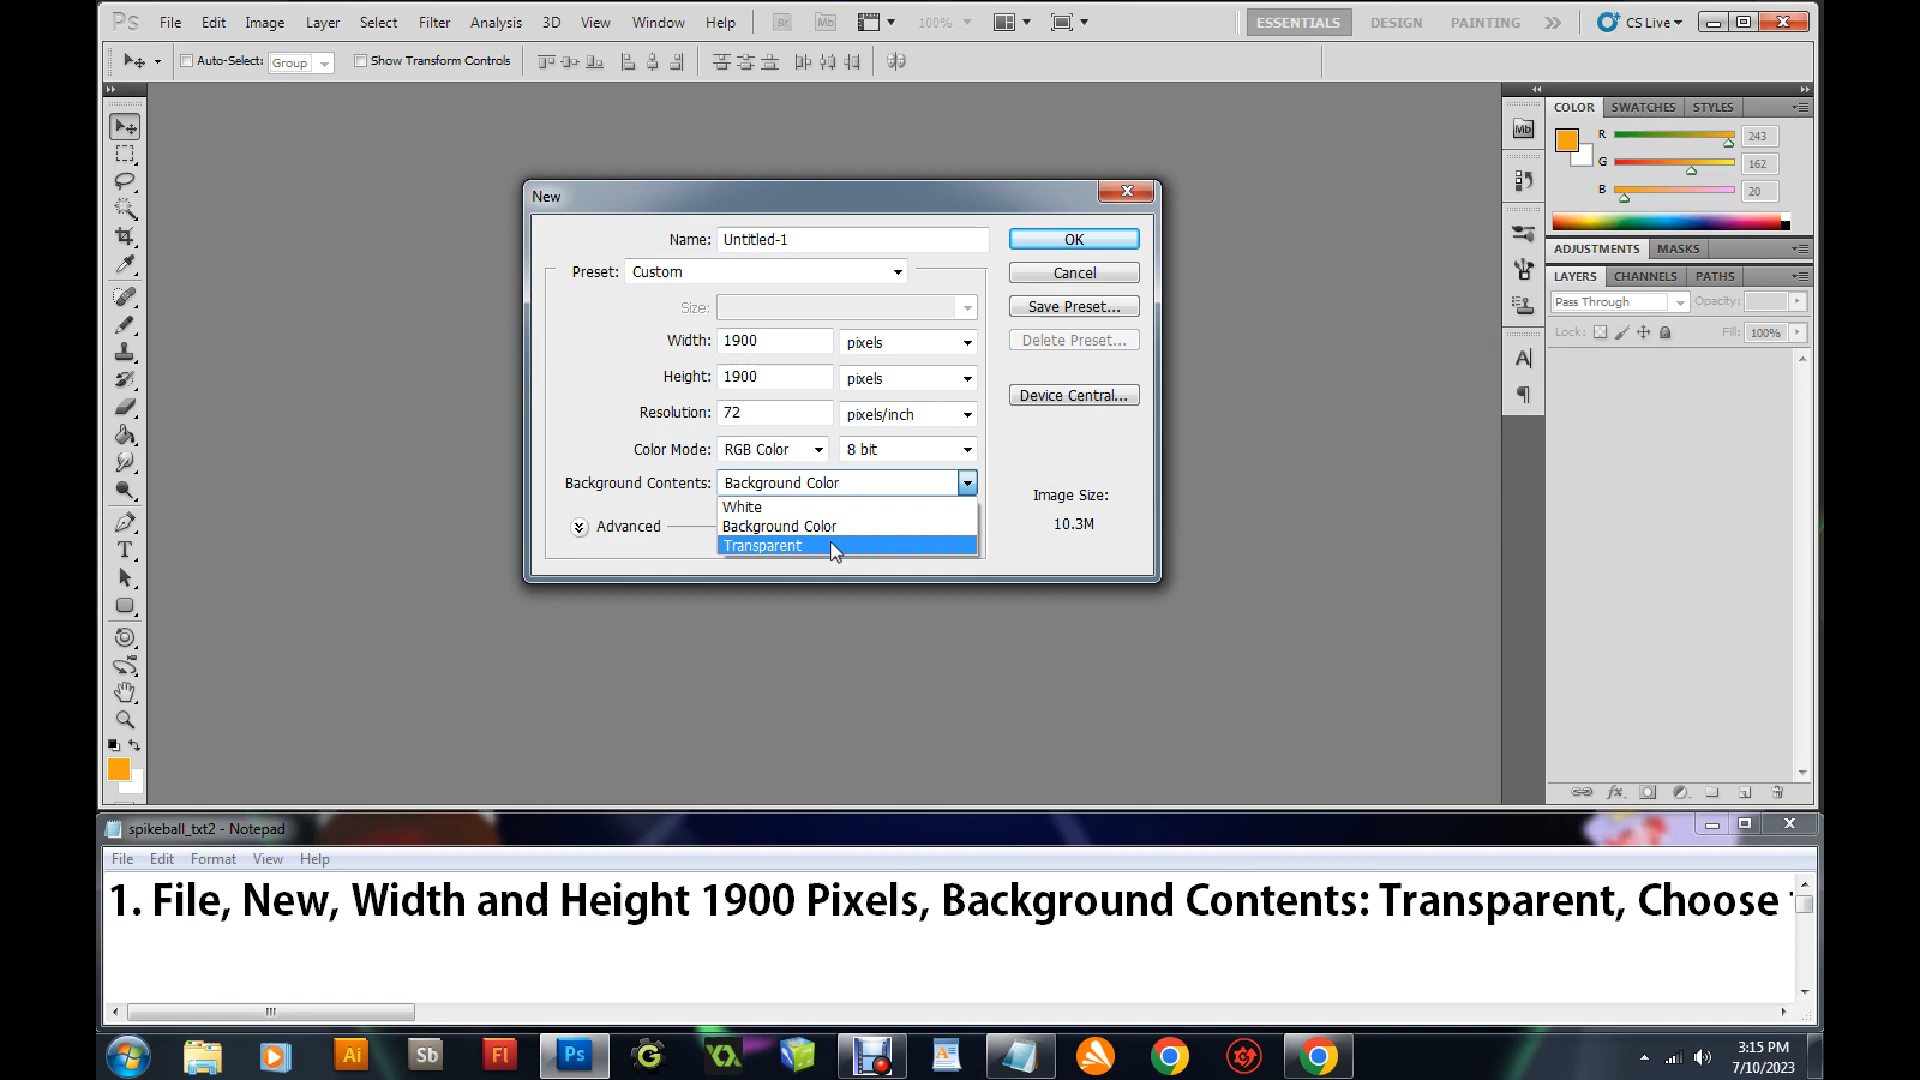 Ps File Edit Image Layer Select Filter Analysis 3D View Window Help Br Mb 100% ESSENTIALS DESIGN PAINTING CS Live
Auto-Select: Group Show Transform Controls
COLOR SWATCHES STYLES
Mb
R 243
G 162
B 20
ADJUSTMENTS MASKS
LAYERS CHANNELS PATHS
Pass Through Opacity:
Lock: Fill: 100%
New
Name: Untitled-1 OK
Preset: Custom Cancel
Size: Save Preset...
Width: 1900 pixels Delete Preset...
Height: 1900 pixels
Device Central...
Resolution: 72 pixels/inch
Color Mode: RGB Color 8 bit
Background Contents: Background Color
White
Background Color
Transparent
Advanced
Image Size:
10.3M
spikeball_txt2 - Notepad
File Edit Format View Help
1. File, New, Width and Height 1900 Pixels, Background Contents: Transparent, Choose
Ai Sb Fl Ps
3:15 PM
7/10/2023